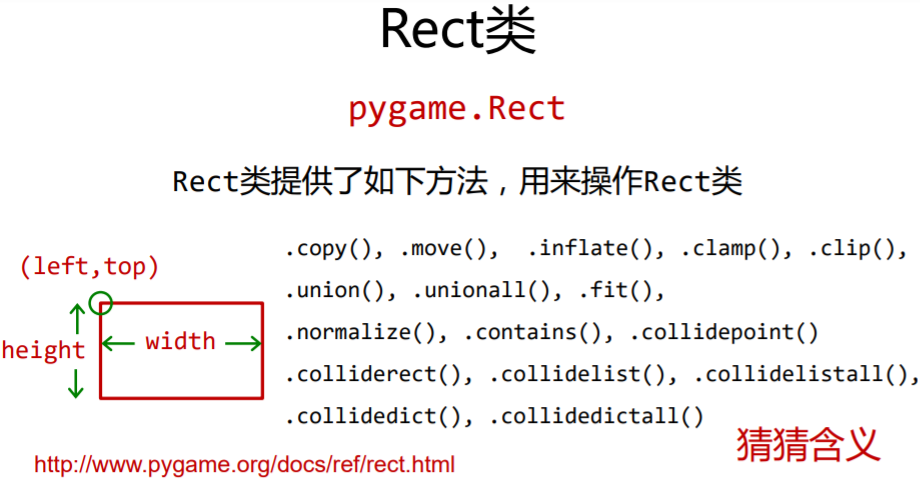 Rect类
pygame.Rect
Rect类提供了如下方法，用来操作Rect类
.copy(), .move(), .inflate(), .clamp(), .clip(),
.union(), .unionall(), .fit(),
.normalize(), .contains(), .collidepoint()
.colliderect(), .collidelist(), .collidelistall(),
.collidedict(), .collidedictall()
(left,top)
width
height
猜猜含义
http://www.pygame.org/docs/ref/rect.html